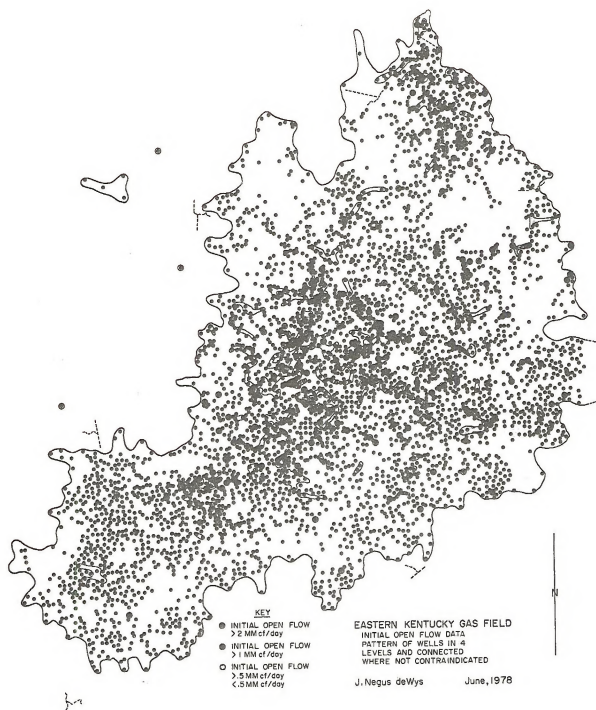 KEY
INITIAL OPEN FLOW
>2 MM cf/day
INITIAL OPEN FLOW
>1 MM cf/day
INITIAL OPEN FLOW
>.5 MM cf/day
<.5 MM cf/day
EASTERN KENTUCKY GAS FIELD
INITIAL OPEN FLOW DATA
PATTERN OF WELLS IN 4
LEVELS AND CONNECTED
WHERE NOT CONTRAINDICATED
J. Negus deWys June, 1978
N